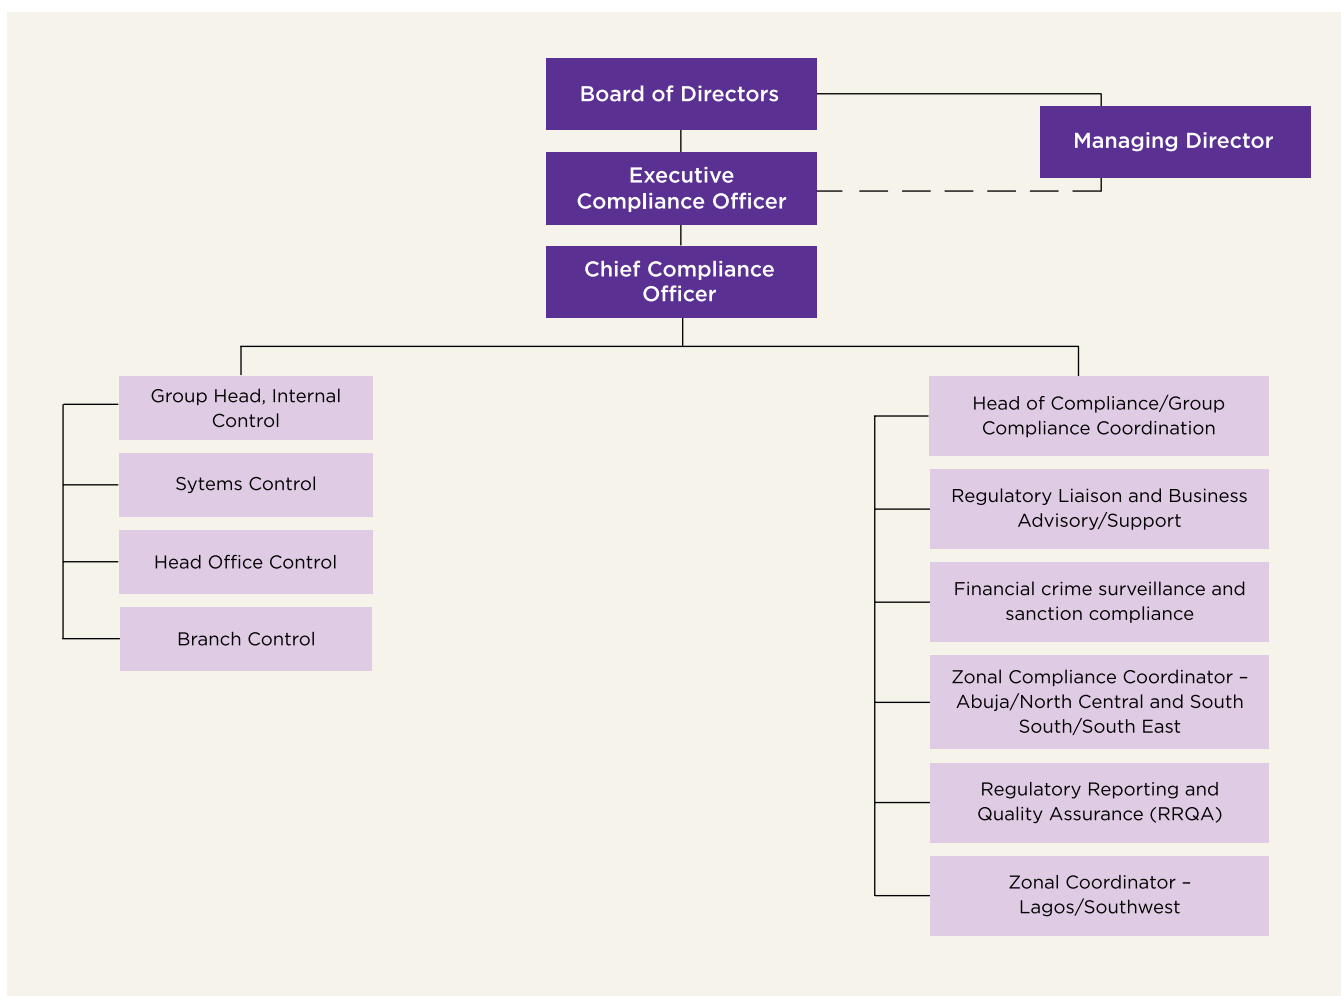 Board of Directors
Managing Director
Executive
Compliance Officer
Chief Compliance
Officer
Group Head, Internal
Control
Sytems Control
Head Office Control
Branch Control
Head of Compliance/Group
Compliance Coordination
Regulatory Liaison and Business
Advisory/Support
Financial crime surveillance and
sanction compliance
Zonal Compliance Coordinator –
Abuja/North Central and South
South/South East
Regulatory Reporting and
Quality Assurance (RRQA)
Zonal Coordinator –
Lagos/Southwest